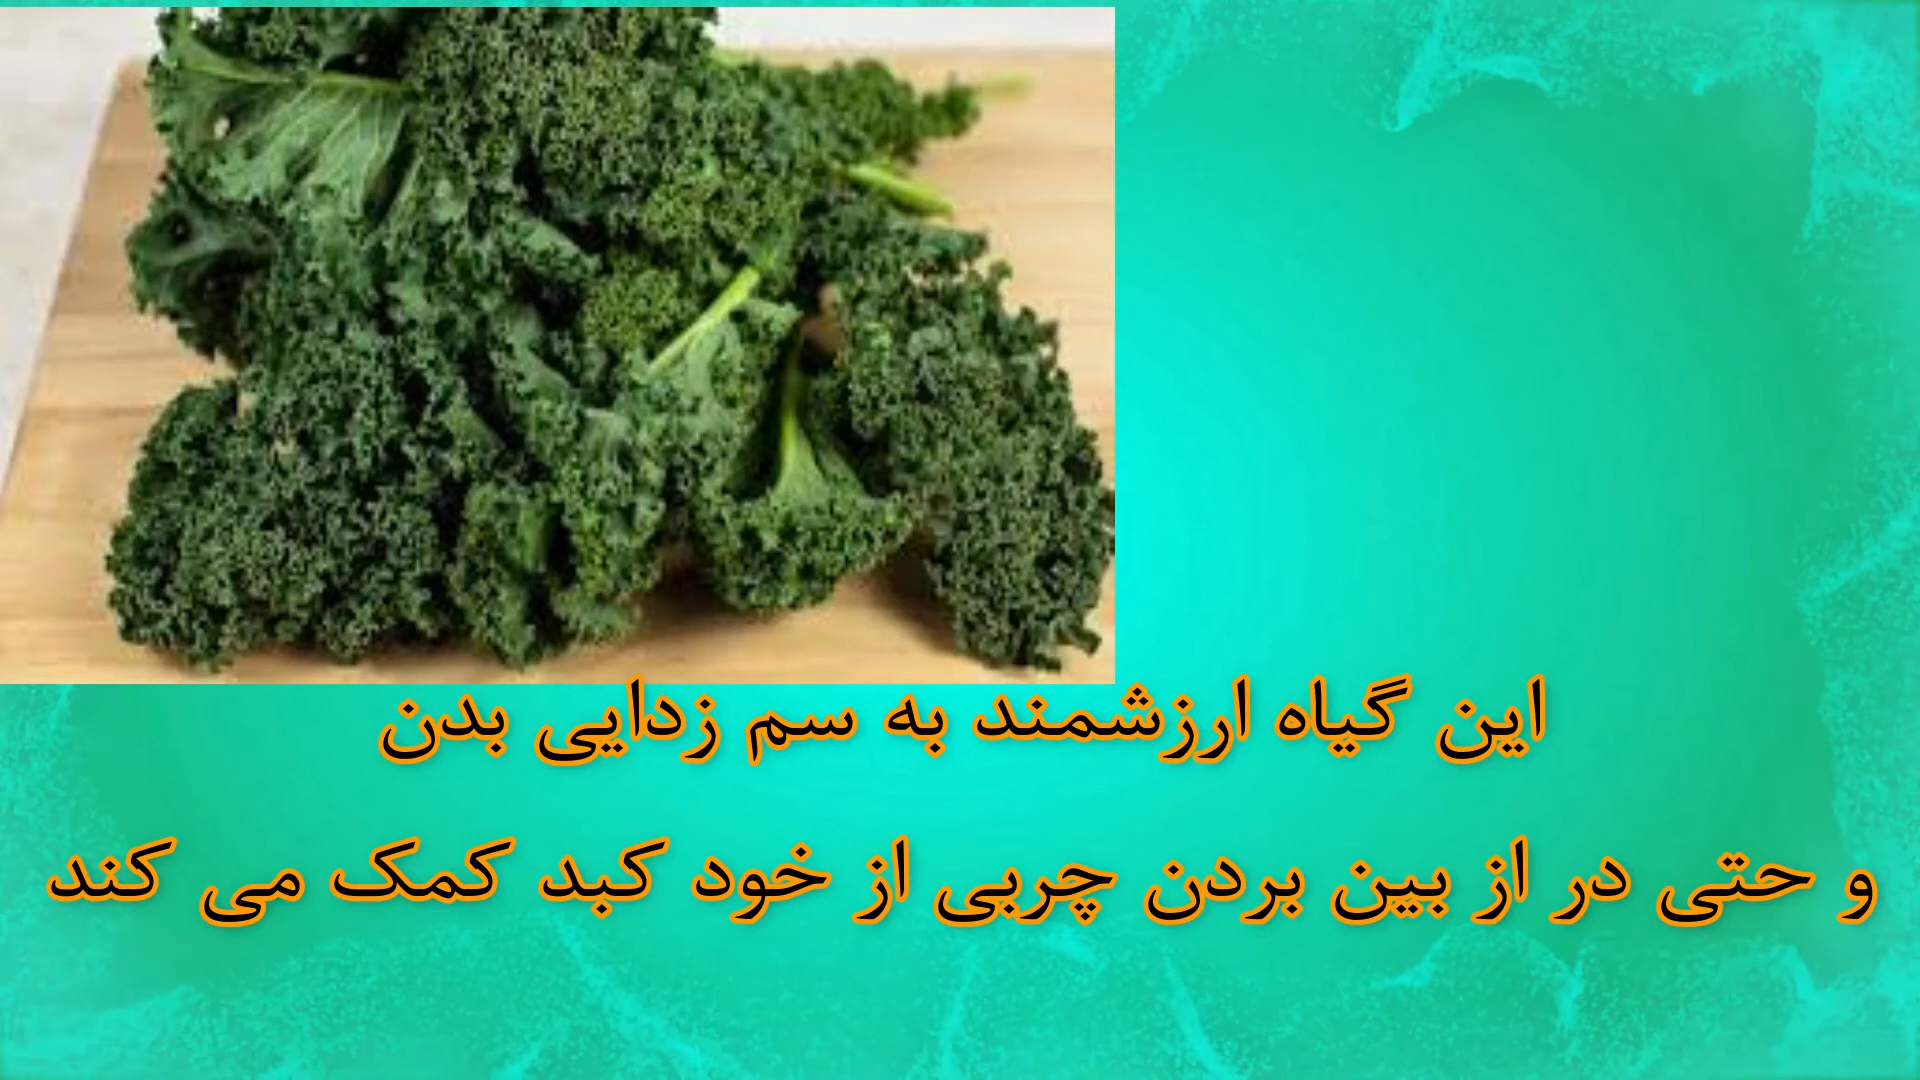 این گیاه ارزشمند به سم زدایی بدن
و حتی در از بین بردن چربی از خود کبد کمک می کند